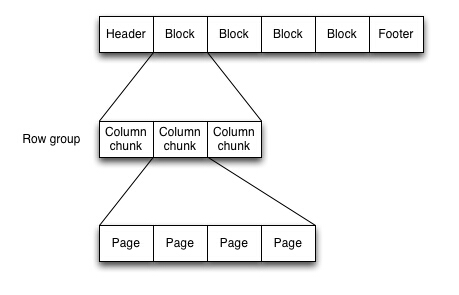 Header Block Block Block Block Footer
Row group
Column chunk Column chunk Column chunk
Page Page Page Page